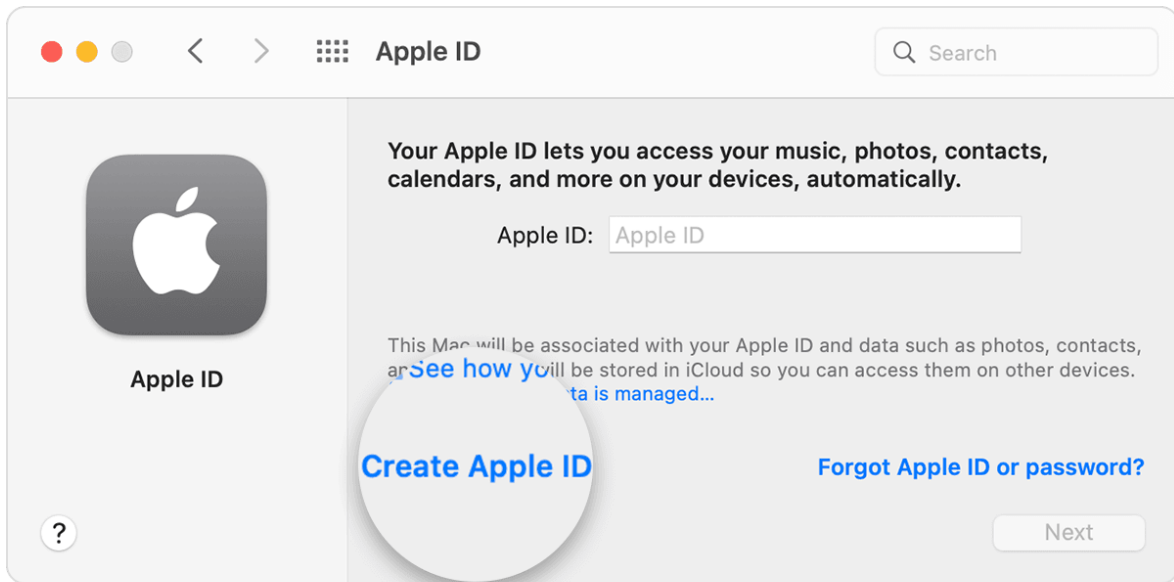 Apple ID
Search
Your Apple ID lets you access your music, photos, contacts,
calendars, and more on your devices, automatically.
Apple ID: Apple ID
This Mac will be associated with your Apple ID and data such as photos, contacts,
will be stored in iCloud so you can access them on other devices.
See how
is managed...
Apple ID
Create Apple ID
Forgot Apple ID or password?
?
Next